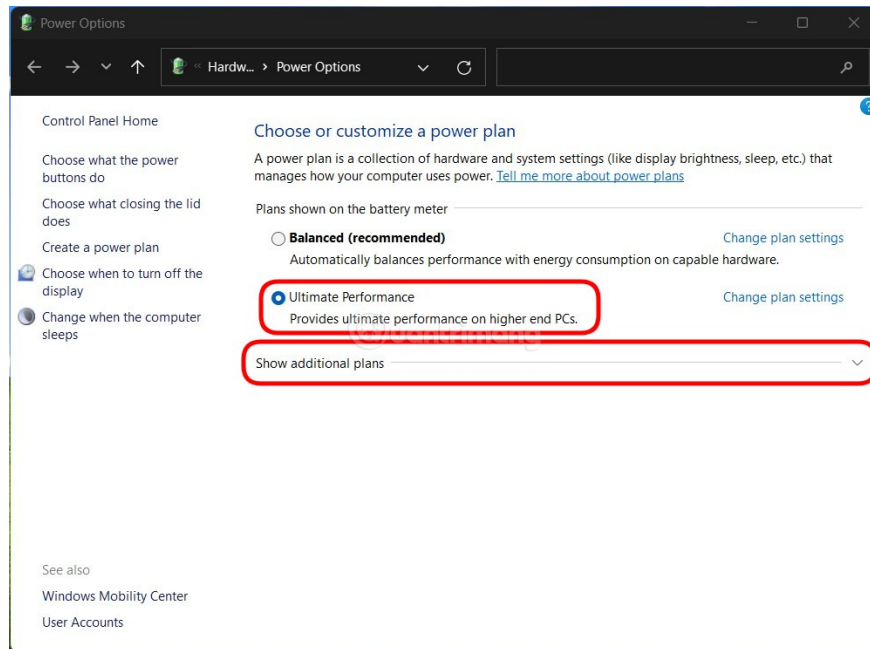 Power Options
« Hardw... › Power Options
Control Panel Home
Choose what the power
buttons do
Choose what closing the lid
does
Create a power plan
Choose when to turn off the
display
Change when the computer
sleeps
Choose or customize a power plan
A power plan is a collection of hardware and system settings (like display brightness, sleep, etc.) that
manages how your computer uses power. Tell me more about power plans
Plans shown on the battery meter
Balanced (recommended) Change plan settings
Automatically balances performance with energy consumption on capable hardware.
Ultimate Performance Change plan settings
Provides ultimate performance on higher end PCs.
Quantrimang
Show additional plans
See also
Windows Mobility Center
User Accounts